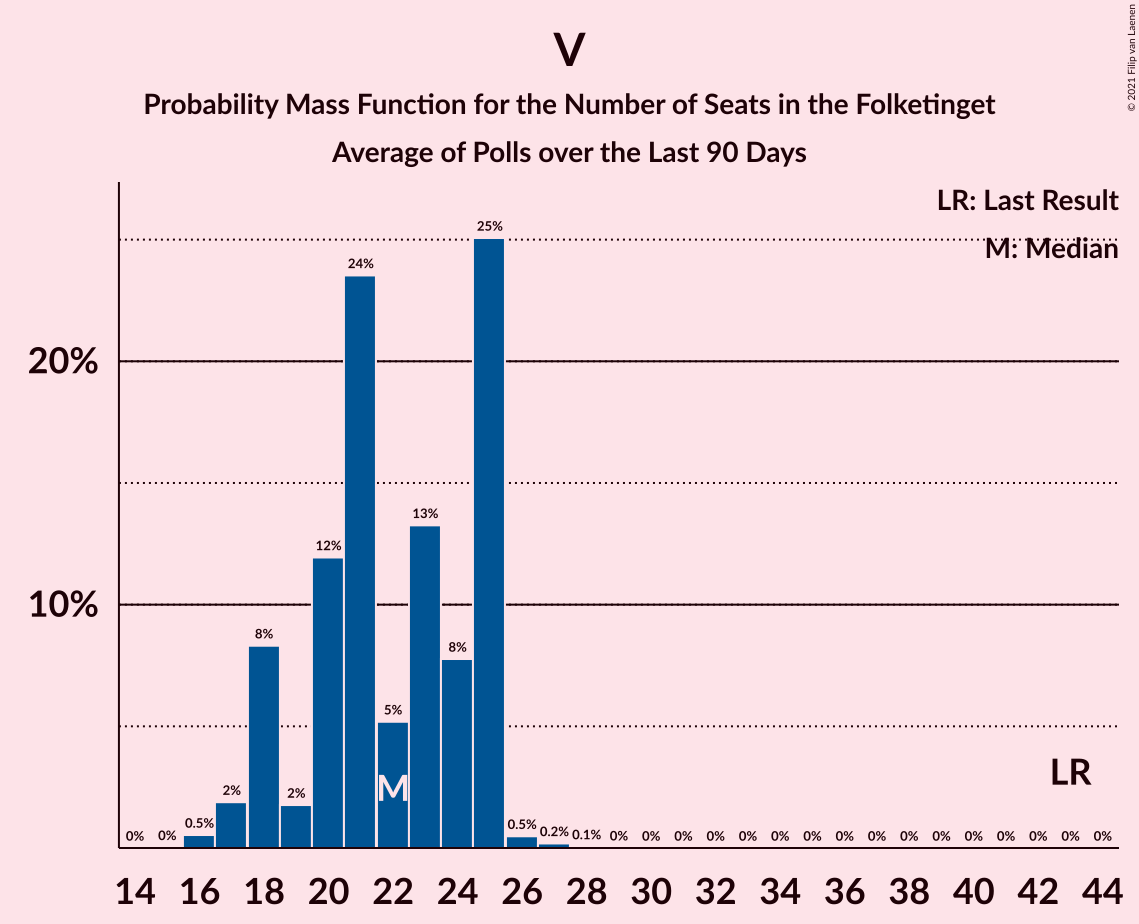 © 2021 Filip van Laenen
V
Probability Mass Function for the Number of Seats in the Folketinget
Average of Polls over the Last 90 Days
LR: Last Result
M: Median
25%
24%
20%
13%
12%
10%
8%
8%
5%
M
LR
2%
2%
0% 0% 0.5% 0.5% 0.2% 0.1% 0% 0% 0% 0% 0% 0% 0% 0% 0% 0% 0% 0% 0% 0% 0% 0%
14 16 18 20 22 24 26 28 30 32 34 36 38 40 42 44